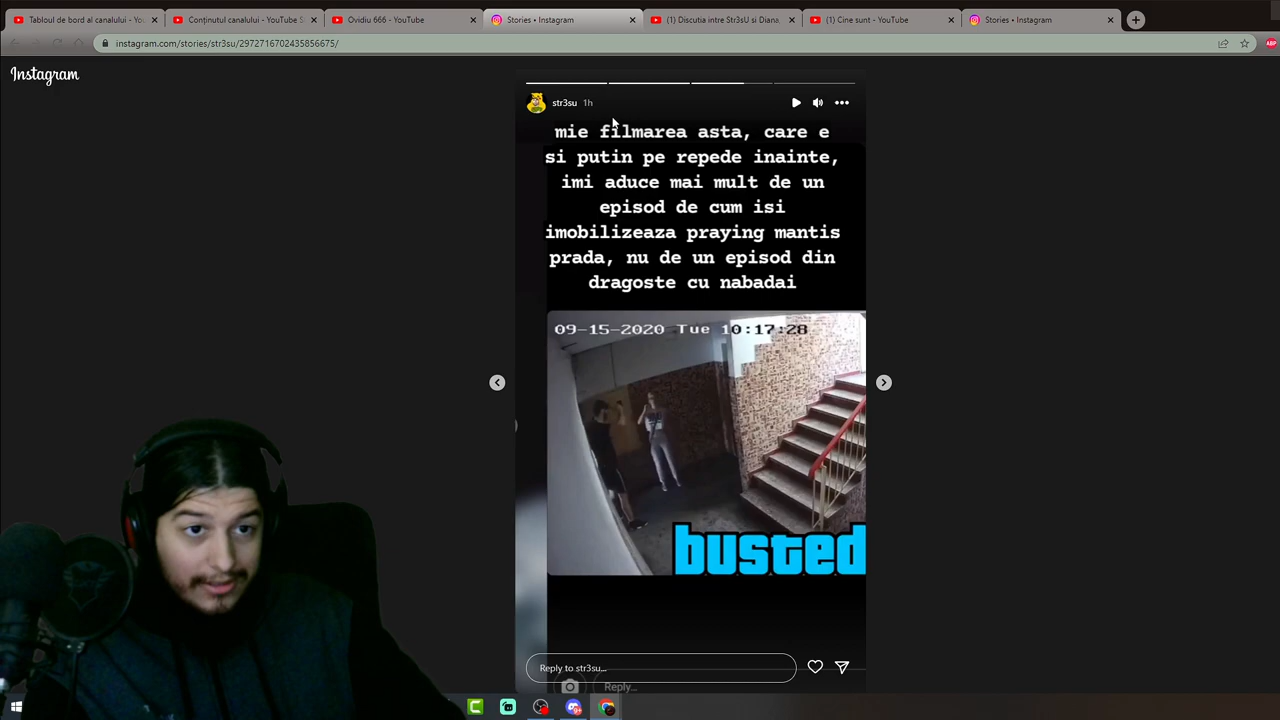 Tabloul de bord al canalului - You
Conținutul canalului - YouTube S
Ovidiu 666 - YouTube
Stories • Instagram
(1) Discutia intre Str3sU si Diana,
(1) Cine sunt - YouTube
Stories • Instagram
instagram.com/stories/str3su/2972716702435856675/
ABP
Instagram
str3su 1h
mie filmarea asta, care e
si putin pe repede inainte,
imi aduce mai mult de un
episod de cum isi
imobilizeaza praying mantis
prada, nu de un episod din
dragoste cu nabadai
09-15-2020 Tue 10:17:28
busted
Reply to str3su...
Reply...